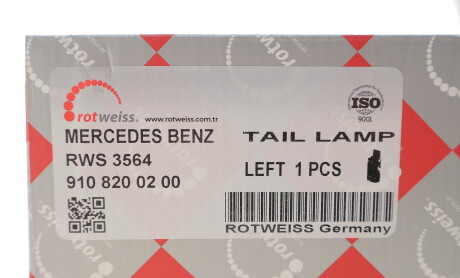 rotweiss.
www.rotweiss.com.tr
ISO
9001
MERCEDES BENZ
TAIL LAMP
RWS 3564
LEFT 1 PCS
910 820 02 00
ROTWEISS Germany